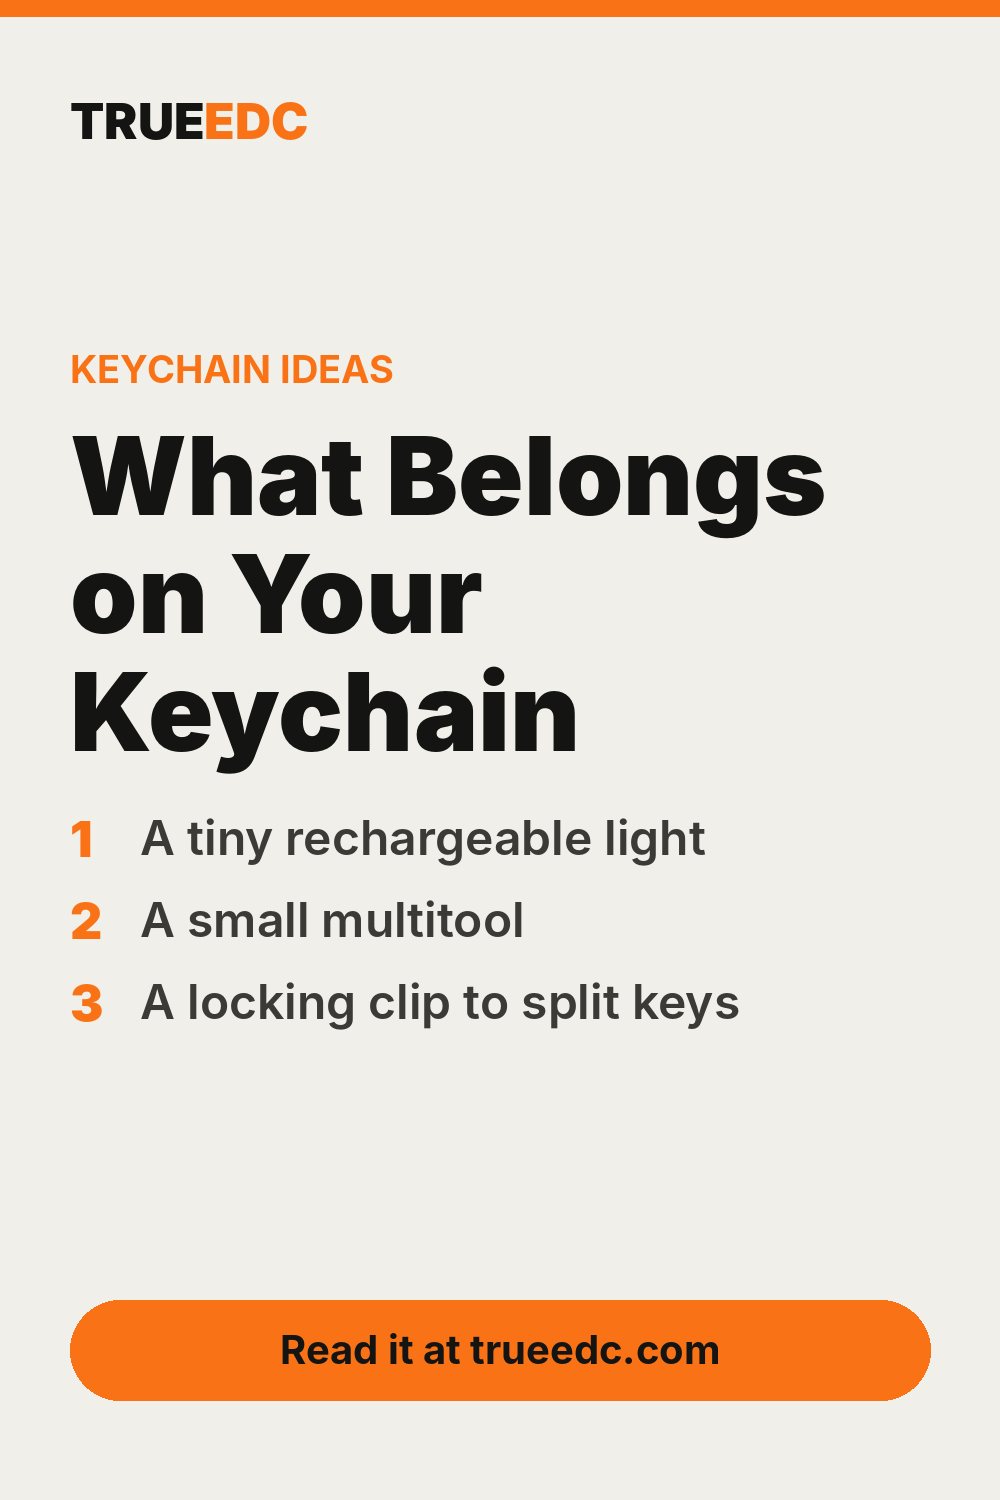 TRUEEDC
KEYCHAIN IDEAS
What Belongs
on Your
Keychain
1 A tiny rechargeable light
2 A small multitool
3 A locking clip to split keys
Read it at trueedc.com